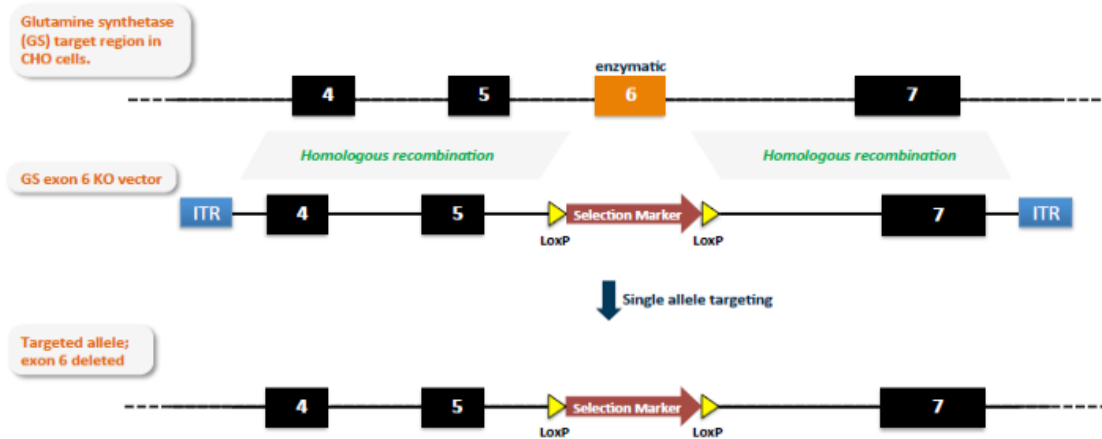 Glutamine synthetase
(GS) target region in
CHO cells.
enzymatic
4 5 6 7
Homologous recombination Homologous recombination
GS exon 6 KO vector
ITR 4 5 Selection Marker 7 ITR
LoxP LoxP
Single allele targeting
Targeted allele;
exon 6 deleted
4 5 Selection Marker 7
LoxP LoxP